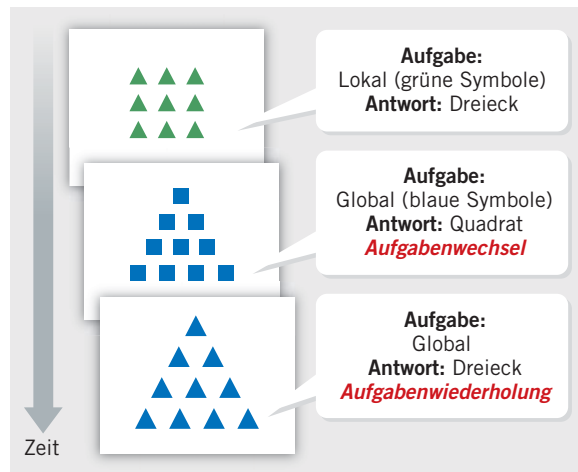 Aufgabe:
Lokal (grüne Symbole)
Antwort: Dreieck
Aufgabe:
Global (blaue Symbole)
Antwort: Quadrat
Aufgabenwechsel
Aufgabe:
Global
Antwort: Dreieck
Aufgabenwiederholung
Zeit